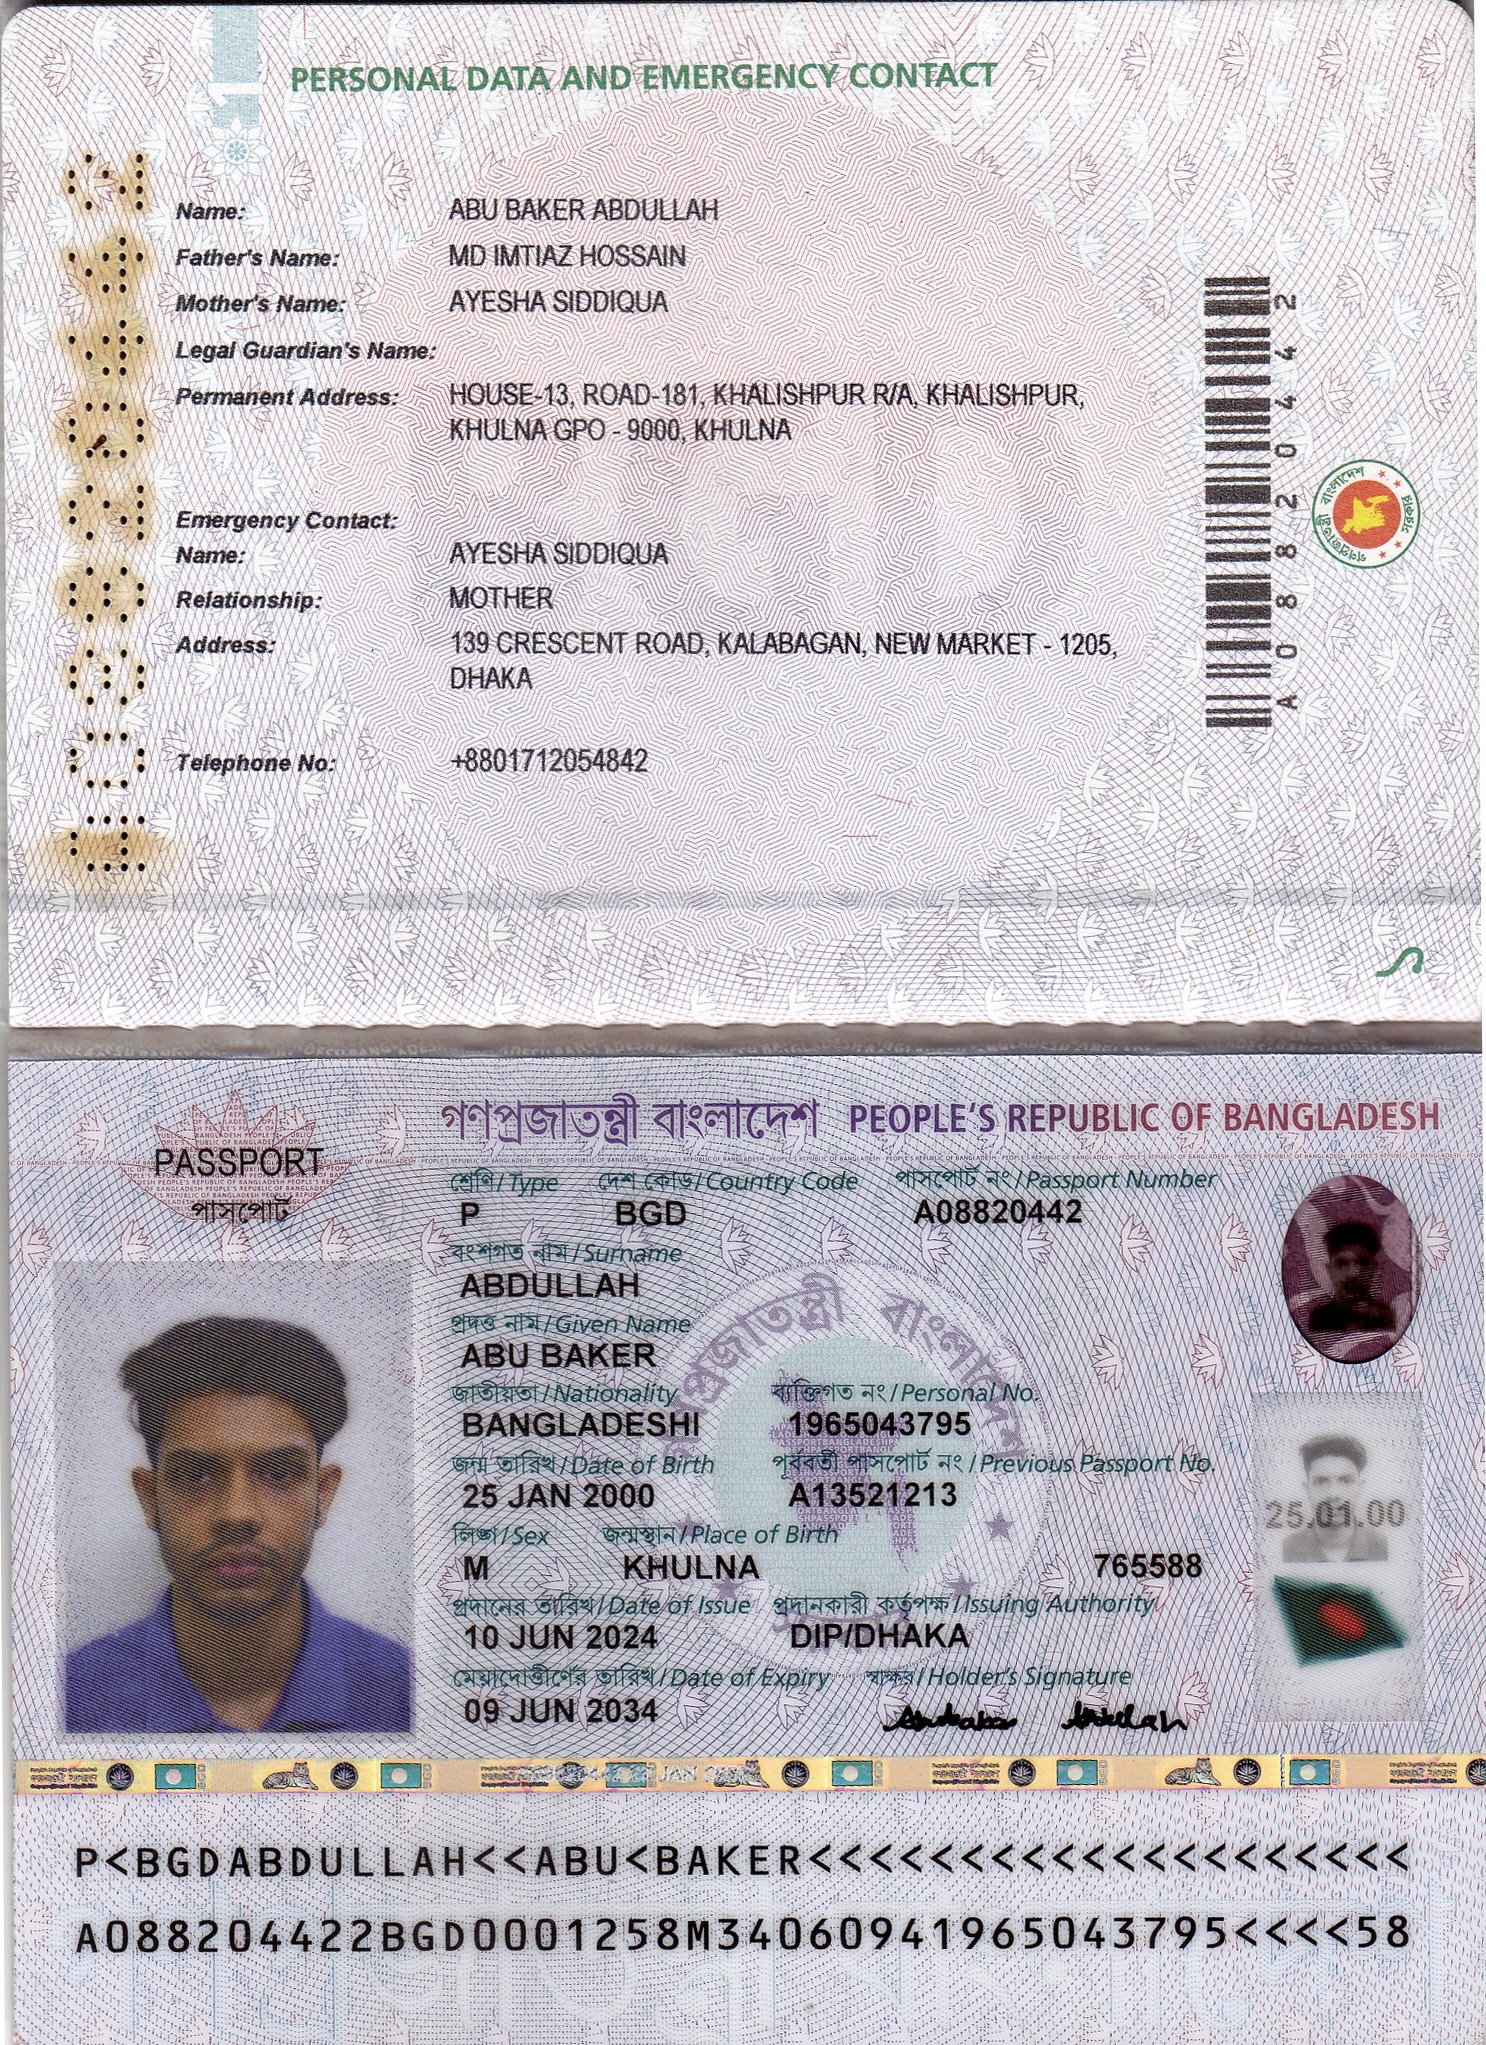 PERSONAL DATA AND EMERGENCY CONTACT
Name: ABU BAKER ABDULLAH
Father's Name: MD IMTIAZ HOSSAIN
Mother's Name: AYESHA SIDDIQUA
Legal Guardian's Name:
Permanent Address: HOUSE-13, ROAD-181, KHALISHPUR R/A, KHALISHPUR,
KHULNA GPO - 9000, KHULNA
Emergency Contact:
Name: AYESHA SIDDIQUA
Relationship: MOTHER
Address: 139 CRESCENT ROAD, KALABAGAN, NEW MARKET - 1205,
DHAKA
Telephone No: +8801712054842
A08820442
গণপ্রজাতন্ত্রী বাংলাদেশ সরকার
গণপ্রজাতন্ত্রী বাংলাদেশ PEOPLE'S REPUBLIC OF BANGLADESH
PASSPORT
পাসপোর্ট
শ্রেণি/Type দেশ কোড/Country Code পাসপোর্ট নং/Passport Number
P BGD A08820442
বংশগত নাম/Surname
ABDULLAH
প্রদত্ত নাম/Given Name
ABU BAKER
জাতীয়তা/Nationality ব্যক্তিগত নং/Personal No.
BANGLADESHI 1965043795
জন্ম তারিখ/Date of Birth পূর্ববর্তী পাসপোর্ট নং/Previous Passport No.
25 JAN 2000 A13521213
লিঙ্গ/Sex জন্মস্থান/Place of Birth
M KHULNA 765588
প্রদানের তারিখ/Date of Issue প্রদানকারী কর্তৃপক্ষ/Issuing Authority
10 JUN 2024 DIP/DHAKA
মেয়াদোত্তীর্ণের তারিখ/Date of Expiry স্বাক্ষর/Holder's Signature
09 JUN 2034
25.01.00
P<BGDABDULLAH<<ABU<BAKER<<<<<<<<<<<<<<<<<<<<
A088204422BGD0001258M34060941965043795<<<<58